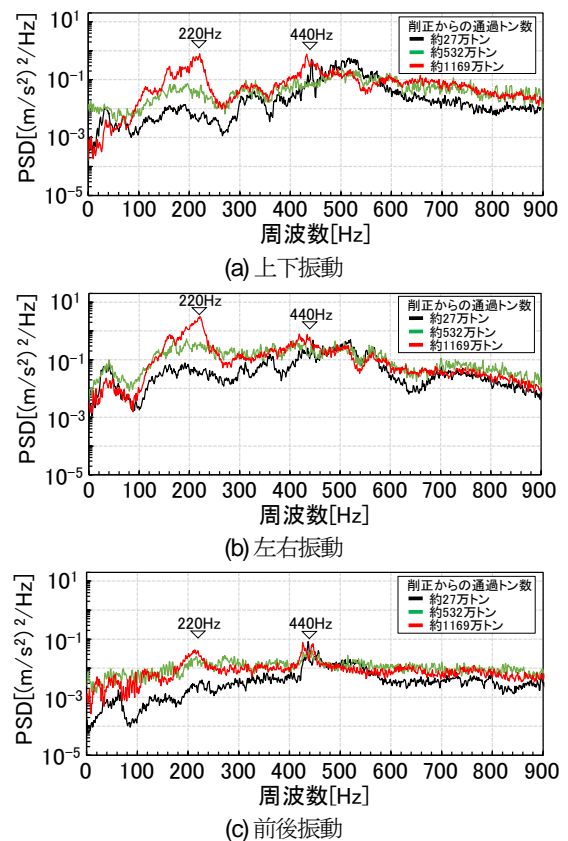 220Hz
440Hz
削正からの通過トン数
約27万トン
約532万トン
約1169万トン
PSD[(m/s²) ²/Hz]
10¹
10⁻¹
10⁻³
10⁻⁵
0 100 200 300 400 500 600 700 800 900
周波数[Hz]
(a) 上下振動
220Hz
440Hz
削正からの通過トン数
約27万トン
約532万トン
約1169万トン
PSD[(m/s²) ²/Hz]
10¹
10⁻¹
10⁻³
10⁻⁵
0 100 200 300 400 500 600 700 800 900
周波数[Hz]
(b) 左右振動
220Hz
440Hz
削正からの通過トン数
約27万トン
約532万トン
約1169万トン
PSD[(m/s²) ²/Hz]
10¹
10⁻¹
10⁻³
10⁻⁵
0 100 200 300 400 500 600 700 800 900
周波数[Hz]
(c) 前後振動